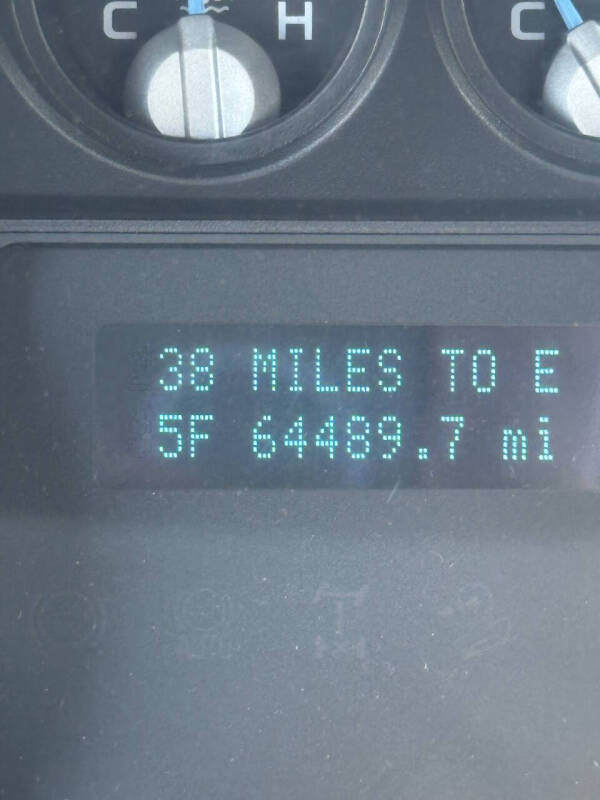 C H C
38 MILES TO E
5F 64489.7 mi